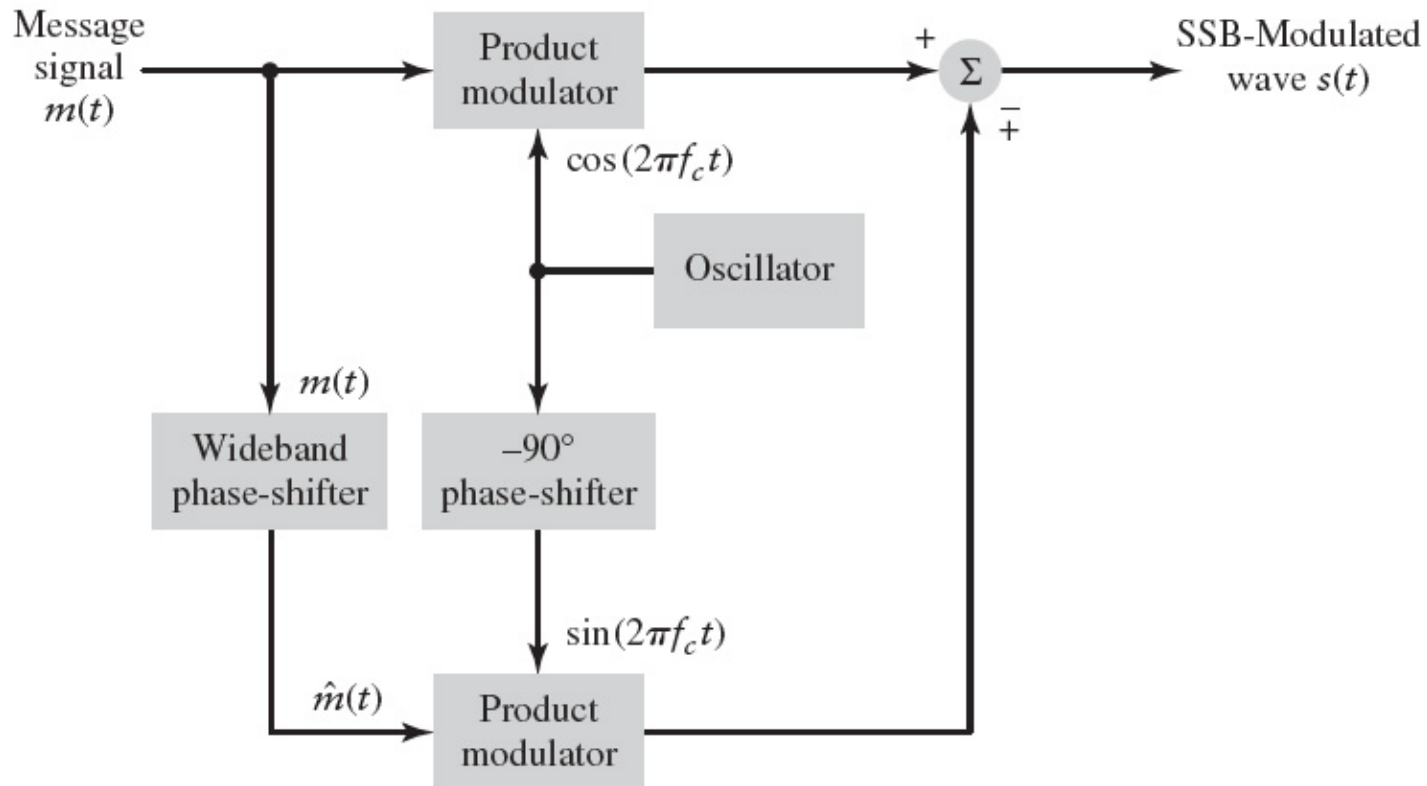 Message
signal
m(t)
Product
modulator
+
Σ
−
+
SSB-Modulated
wave s(t)
cos (2πf_c t)
Oscillator
m(t)
Wideband
phase-shifter
–90°
phase-shifter
sin (2πf_c t)
m̂(t)
Product
modulator